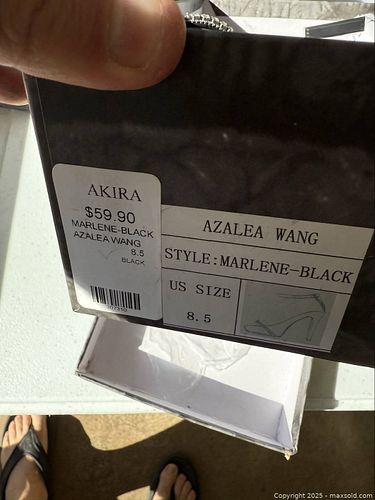 AKIRA
$59.90
MARLENE-BLACK
AZALEA WANG
8.5
BLACK
AZALEA WANG
STYLE:MARLENE-BLACK
US SIZE
8.5
Copyright 2025 - maxsold.com